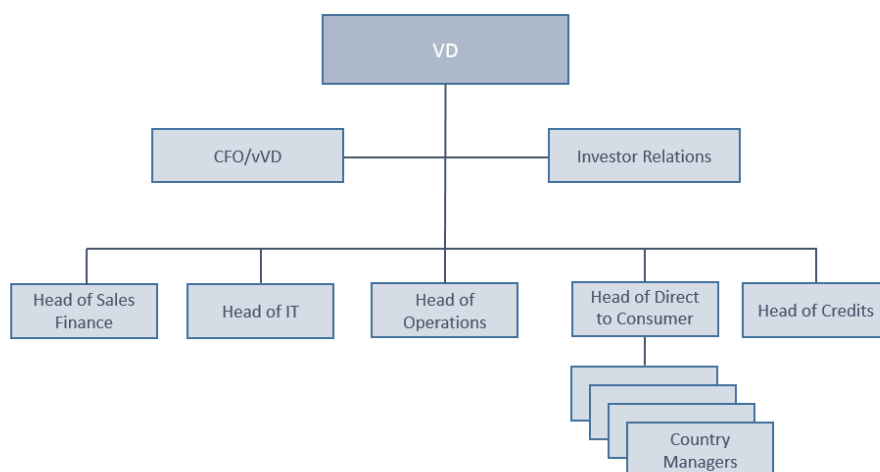 VD
CFO/vVD
Investor Relations
Head of Sales
Finance
Head of IT
Head of
Operations
Head of Direct
to Consumer
Head of Credits
Country
Managers